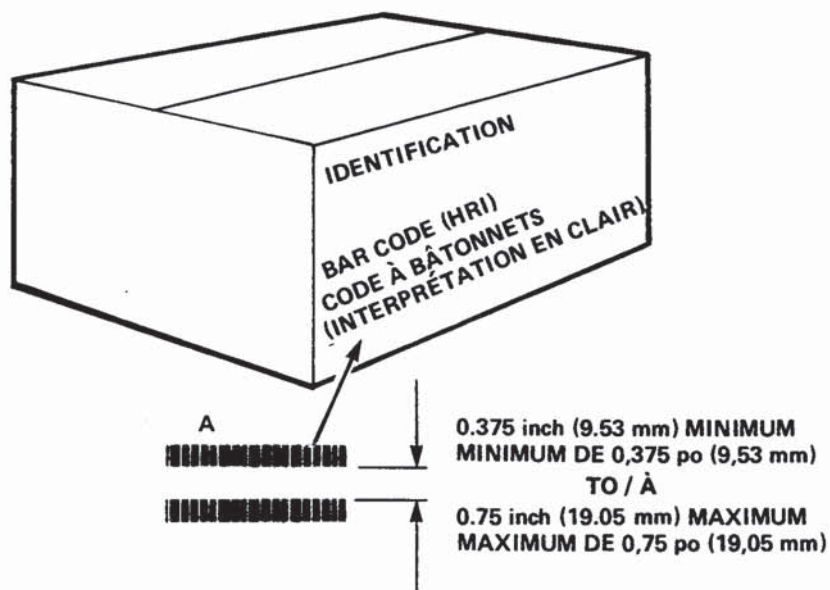 IDENTIFICATION
BAR CODE (HRI)
CODE À BÂTONNETS
(INTERPRÉTATION EN CLAIR)
A
0.375 inch (9.53 mm) MINIMUM
MINIMUM DE 0,375 po (9,53 mm)
TO / À
0.75 inch (19.05 mm) MAXIMUM
MAXIMUM DE 0,75 po (19,05 mm)